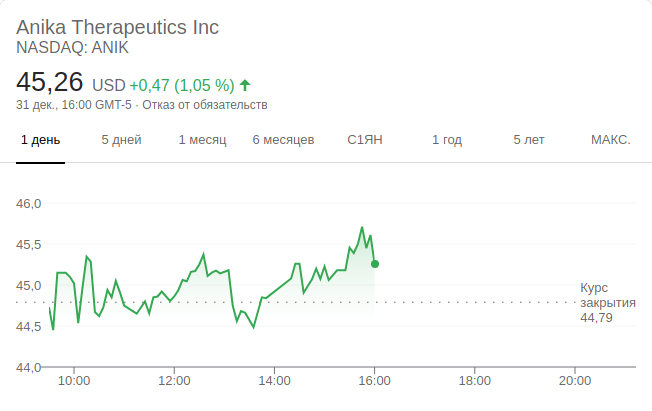 Anika Therapeutics Inc
NASDAQ: ANIK
45,26 USD +0,47 (1,05 %)
31 дек., 16:00 GMT-5 · Отказ от обязательств
1 день 5 дней 1 месяц 6 месяцев С1ЯН 1 год 5 лет МАКС.
46,0
45,5
45,0
Курс
закрытия
44,79
44,5
44,0
10:00 12:00 14:00 16:00 18:00 20:00